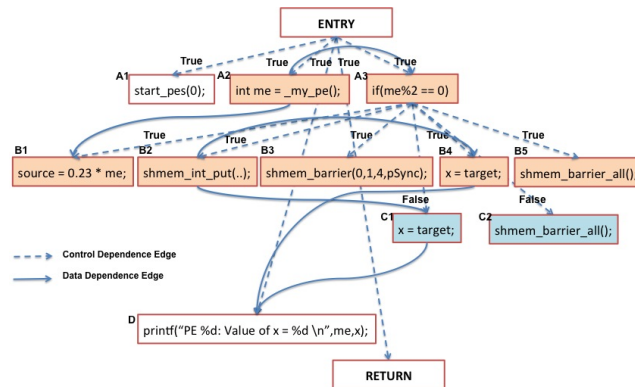 ENTRY
True True True True True
A1 A2 A3
start_pes(0); int me = _my_pe(); if(me%2 == 0)
True True True True True
B1 B2 B3 B4 B5
source = 0.23 * me; shmem_int_put(..); shmem_barrier(0,1,4,pSync); x = target; shmem_barrier_all();
False False
C1 C2
x = target; shmem_barrier_all();
Control Dependence Edge
Data Dependence Edge
D
printf("PE %d: Value of x = %d \n",me,x);
RETURN